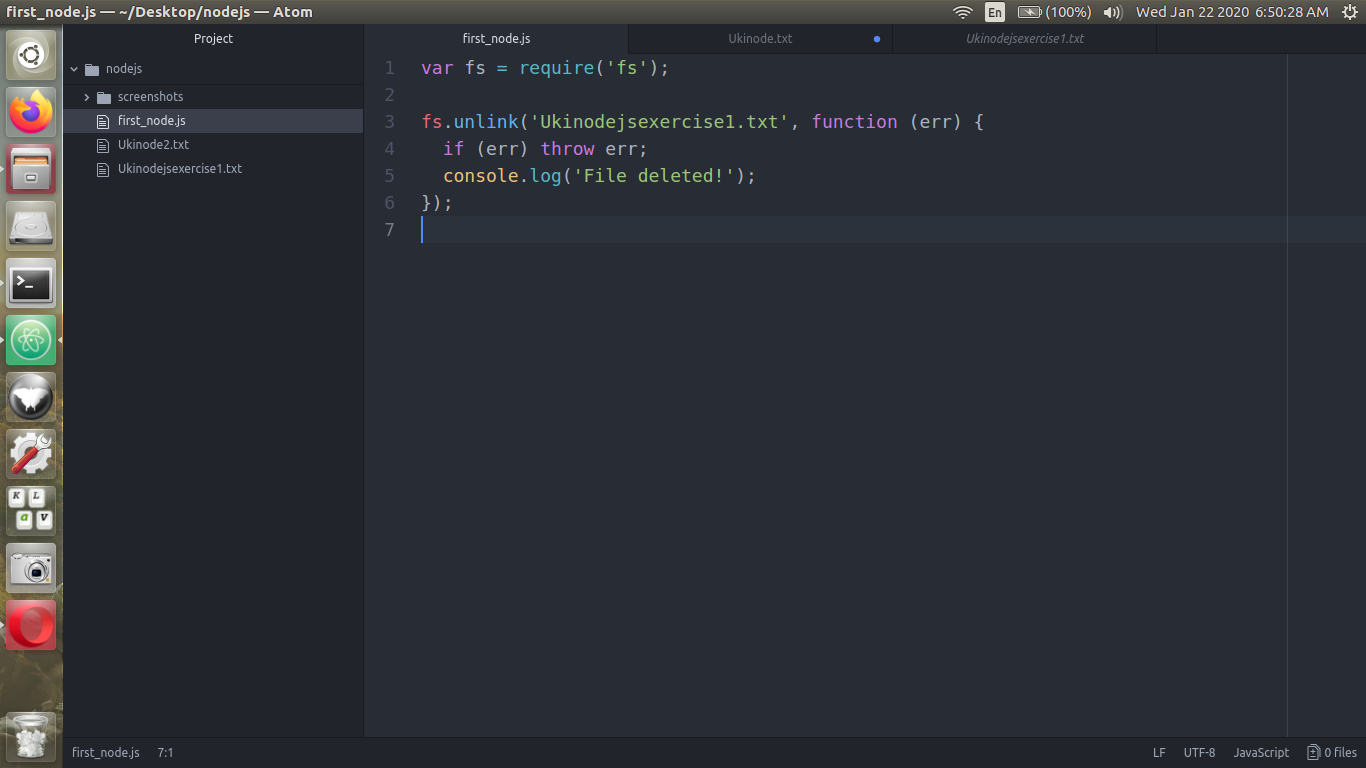 first_node.js — ~/Desktop/nodejs — Atom
En
(100%)
Wed Jan 22 2020 6:50:28 AM
Project
first_node.js
Ukinode.txt
Ukinodejsexercise1.txt
nodejs
screenshots
first_node.js
Ukinode2.txt
Ukinodejsexercise1.txt
1 var fs = require('fs');
2
3 fs.unlink('Ukinodejsexercise1.txt', function (err) {
4   if (err) throw err;
5   console.log('File deleted!');
6 });
7
>_
K L
a v
first_node.js 7:1
LF UTF-8 JavaScript 0 files